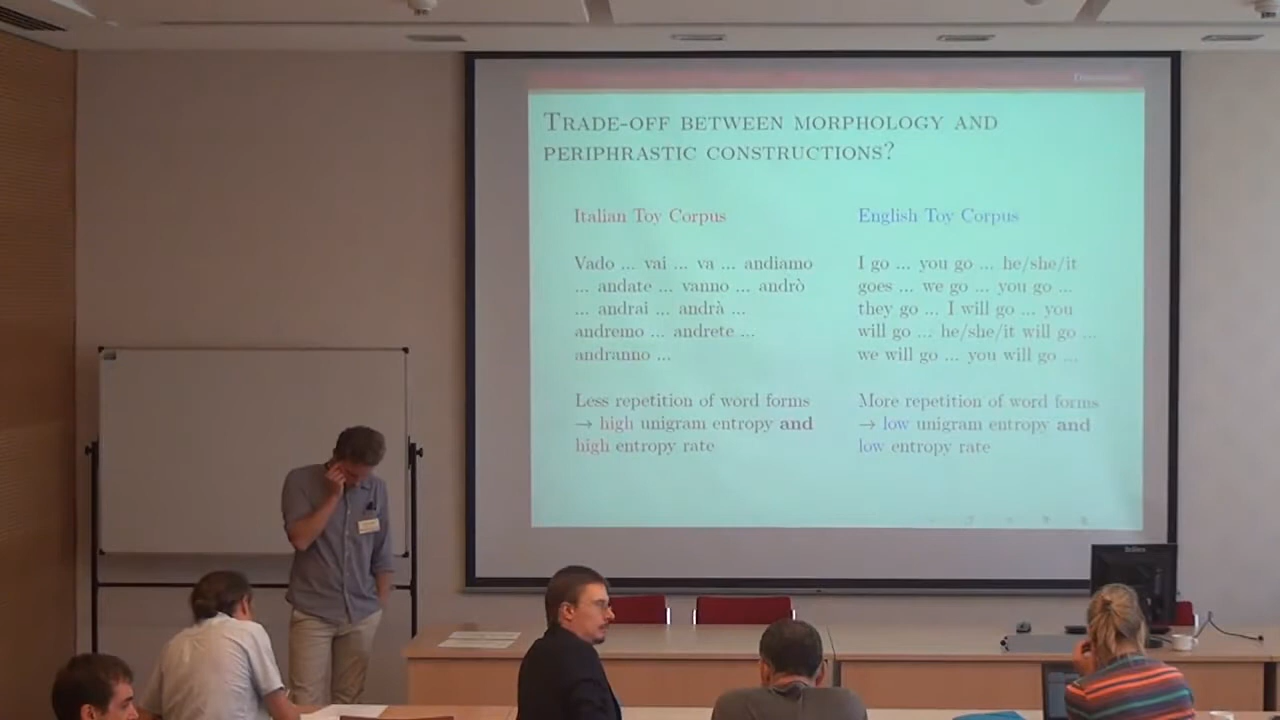 Trade-off between morphology and
periphrastic constructions?
Italian Toy Corpus
Vado ... vai ... va ... andiamo
... andate ... vanno ... andrò
... andrai ... andrà ...
andremo ... andrete ...
andranno ...
Less repetition of word forms
→ high unigram entropy and
high entropy rate
English Toy Corpus
I go ... you go ... he/she/it
goes ... we go ... you go ...
they go ... I will go ... you
will go ... he/she/it will go ...
we will go ... you will go ...
More repetition of word forms
→ low unigram entropy and
low entropy rate